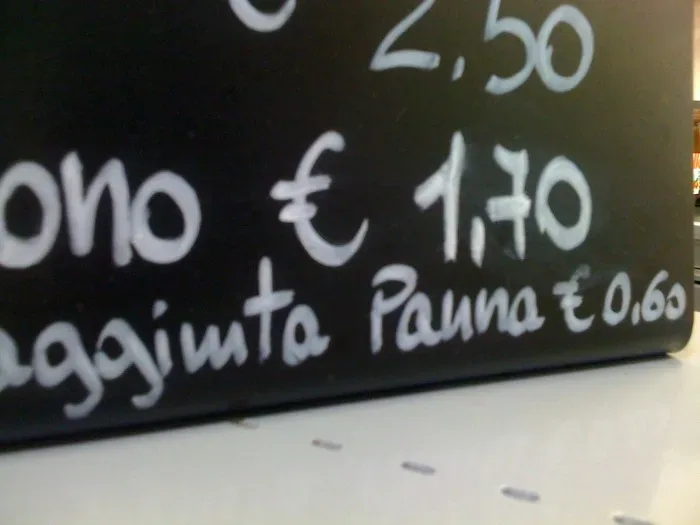 € 2.50
ono € 1,70
aggiunta Panna € 0,60